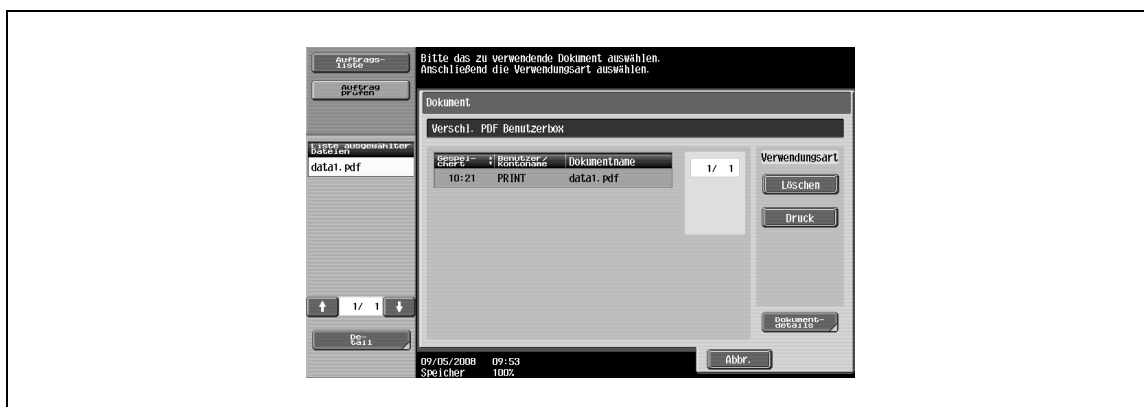 Auftrags-
liste
Auftrag
prüfen
Bitte das zu verwendende Dokument auswählen.
Anschließend die Verwendungsart auswählen.
Dokument
Verschl. PDF Benutzerbox
Liste ausgewählter
Dateien
data1.pdf
Gespei-
chert
Benutzer/
Kontoname
Dokumentname
10:21 PRINT data1.pdf
1/ 1
Verwendungsart
Löschen
Druck
1/ 1
De-
tail
Dokument-
details
Abbr.
09/05/2008 09:53
Speicher 100%